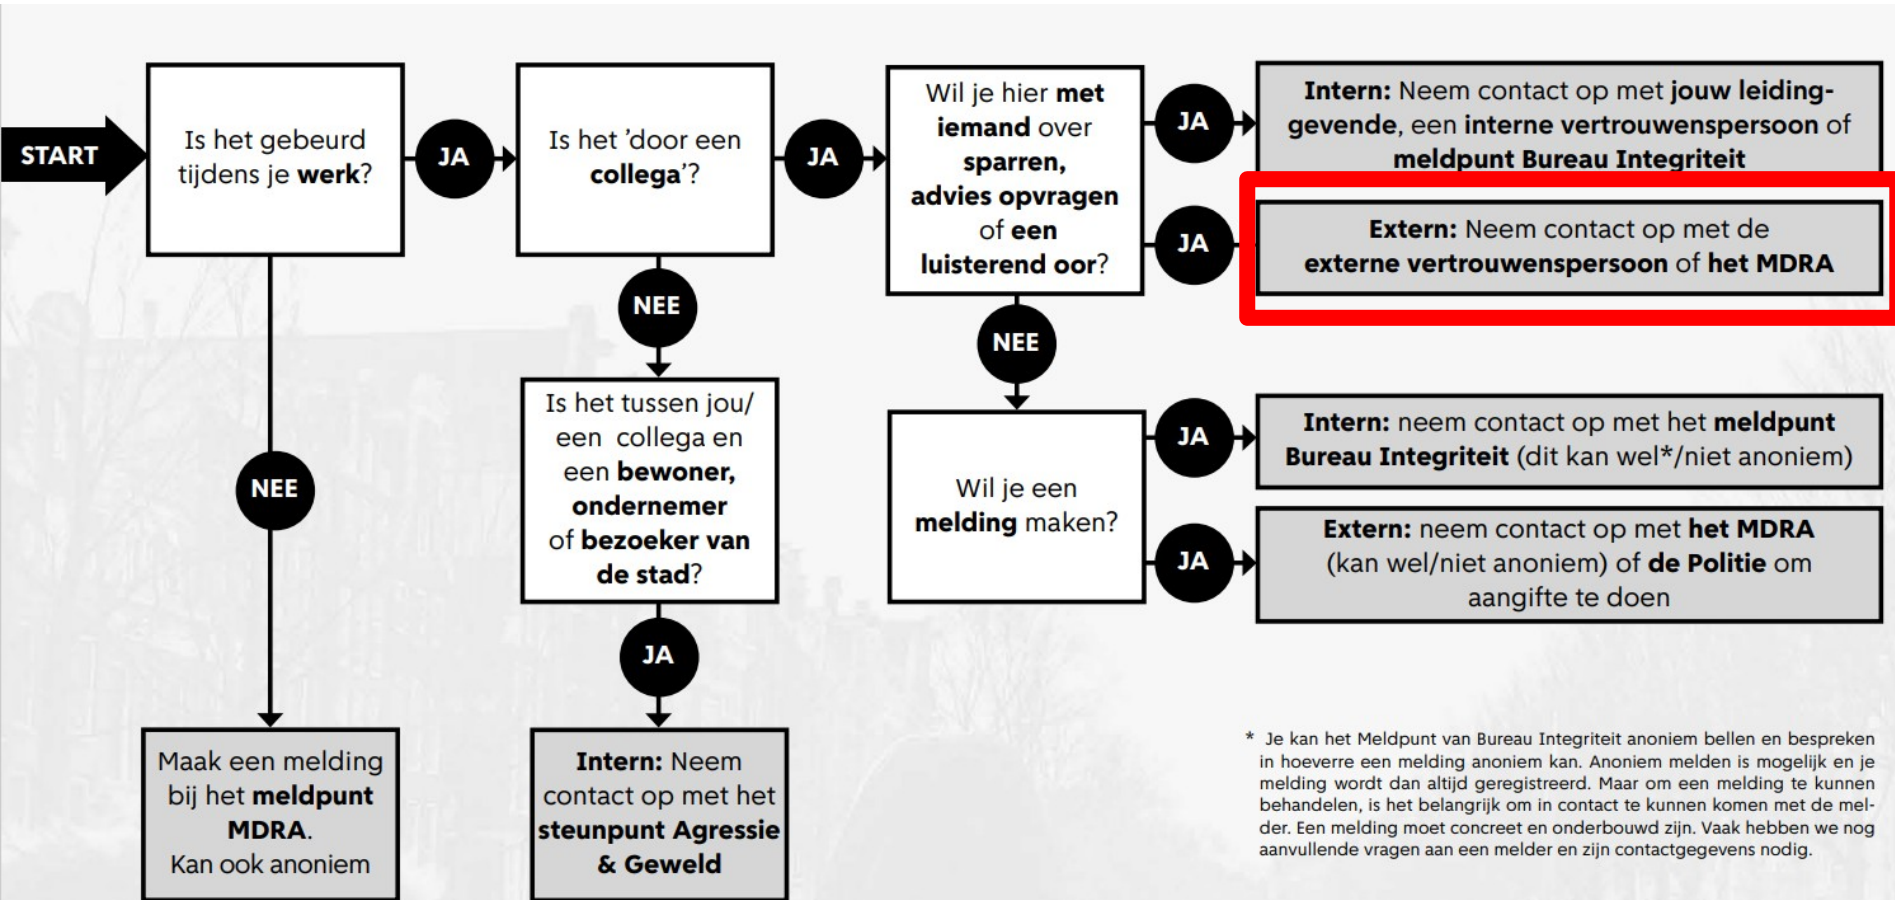 START
Is het gebeurd
tijdens je werk?
JA
Is het 'door een
collega'?
JA
Wil je hier met
iemand over
sparren,
advies opvragen
of een
luisterend oor?
JA
Intern: Neem contact op met jouw leiding-
gevende, een interne vertrouwenspersoon of
meldpunt Bureau Integriteit
JA
Extern: Neem contact op met de
externe vertrouwenspersoon of het MDRA
NEE
Wil je een
melding maken?
JA
Intern: neem contact op met het meldpunt
Bureau Integriteit (dit kan wel*/niet anoniem)
JA
Extern: neem contact op met het MDRA
(kan wel/niet anoniem) of de Politie om
aangifte te doen
NEE
Is het tussen jou/
een collega en
een bewoner,
ondernemer
of bezoeker van
de stad?
JA
Intern: Neem
contact op met het
steunpunt Agressie
& Geweld
NEE
Maak een melding
bij het meldpunt
MDRA.
Kan ook anoniem
* Je kan het Meldpunt van Bureau Integriteit anoniem bellen en bespreken
in hoeverre een melding anoniem kan. Anoniem melden is mogelijk en je
melding wordt dan altijd geregistreerd. Maar om een melding te kunnen
behandelen, is het belangrijk om in contact te kunnen komen met de mel-
der. Een melding moet concreet en onderbouwd zijn. Vaak hebben we nog
aanvullende vragen aan een melder en zijn contactgegevens nodig.